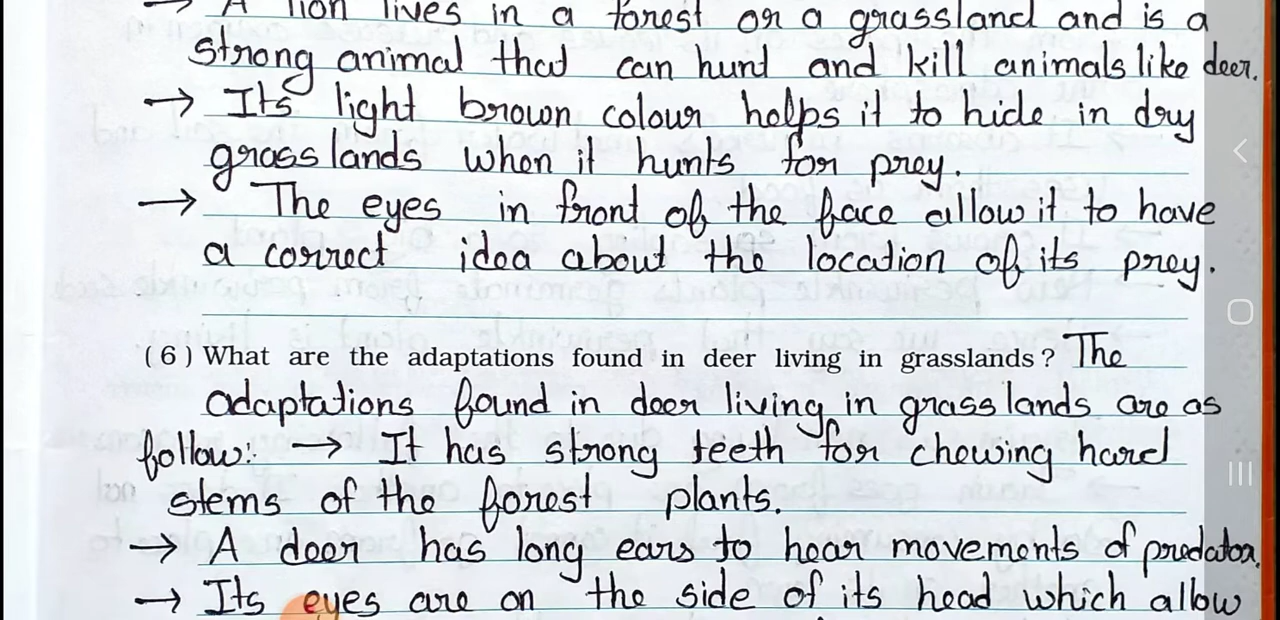 → A lion lives in a forest or a grassland and is a
strong animal that can hunt and kill animals like deer.
→ Its light brown colour helps it to hide in dry
grass lands when it hunts for prey.
→ The eyes in front of the face allow it to have
a correct idea about the location of its prey.
(6) What are the adaptations found in deer living in grasslands? The
adaptations found in deer living in grass lands are as
follow: → It has strong teeth for chewing hard
stems of the forest plants.
→ A deer has long ears to hear movements of predator.
→ Its eyes are on the side of its head which allow